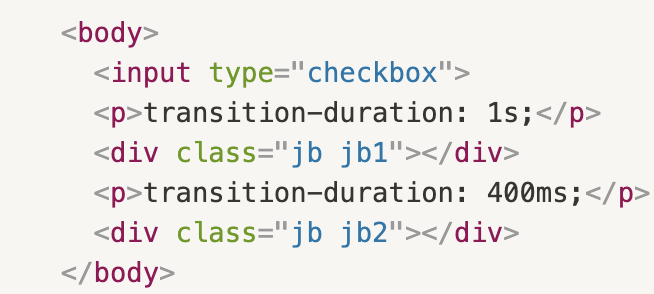 <body>
<input type="checkbox">
<p>transition-duration: 1s;</p>
<div class="jb jb1"></div>
<p>transition-duration: 400ms;</p>
<div class="jb jb2"></div>
</body>